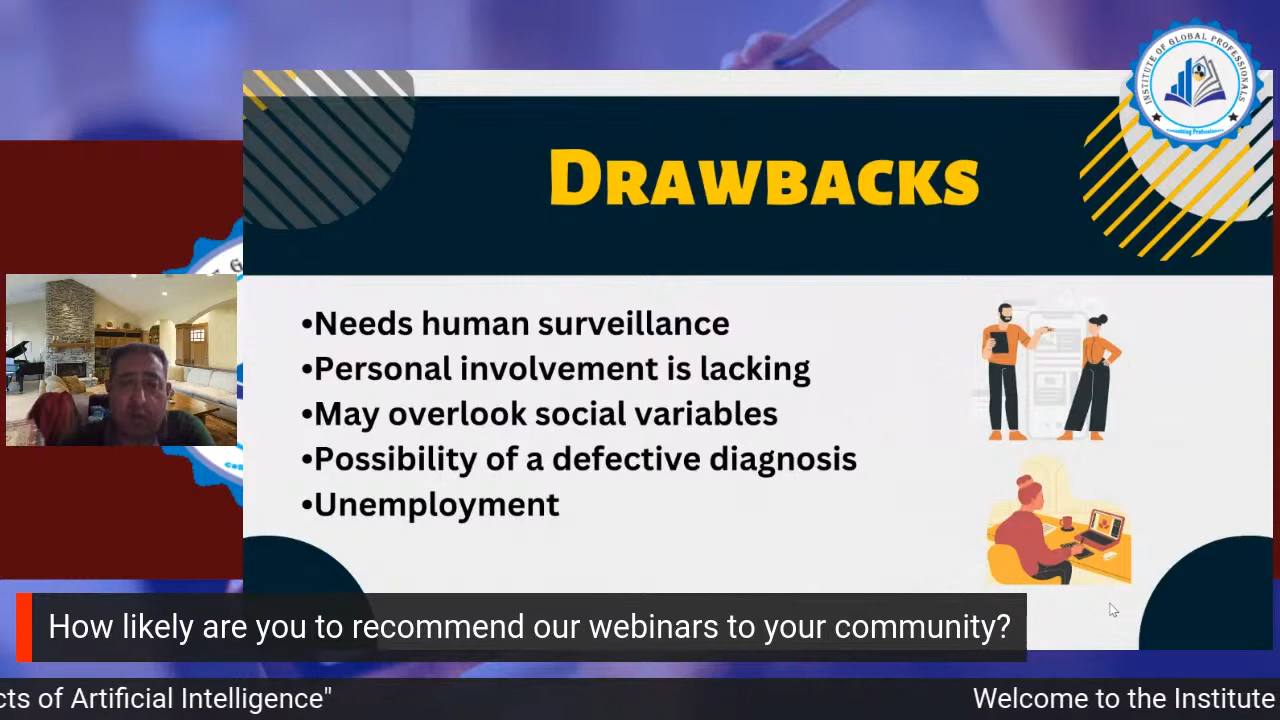 INSTITUTE OF GLOBAL PROFESSIONALS
DRAWBACKS
•Needs human surveillance
•Personal involvement is lacking
•May overlook social variables
•Possibility of a defective diagnosis
•Unemployment
How likely are you to recommend our webinars to your community?
cts of Artificial Intelligence"
Welcome to the Institute